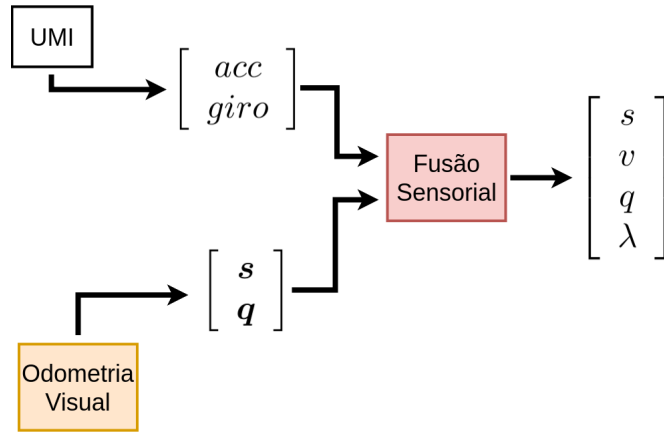 UMI
acc
giro
Fusão
Sensorial
s
v
q
λ
s
q
Odometria
Visual